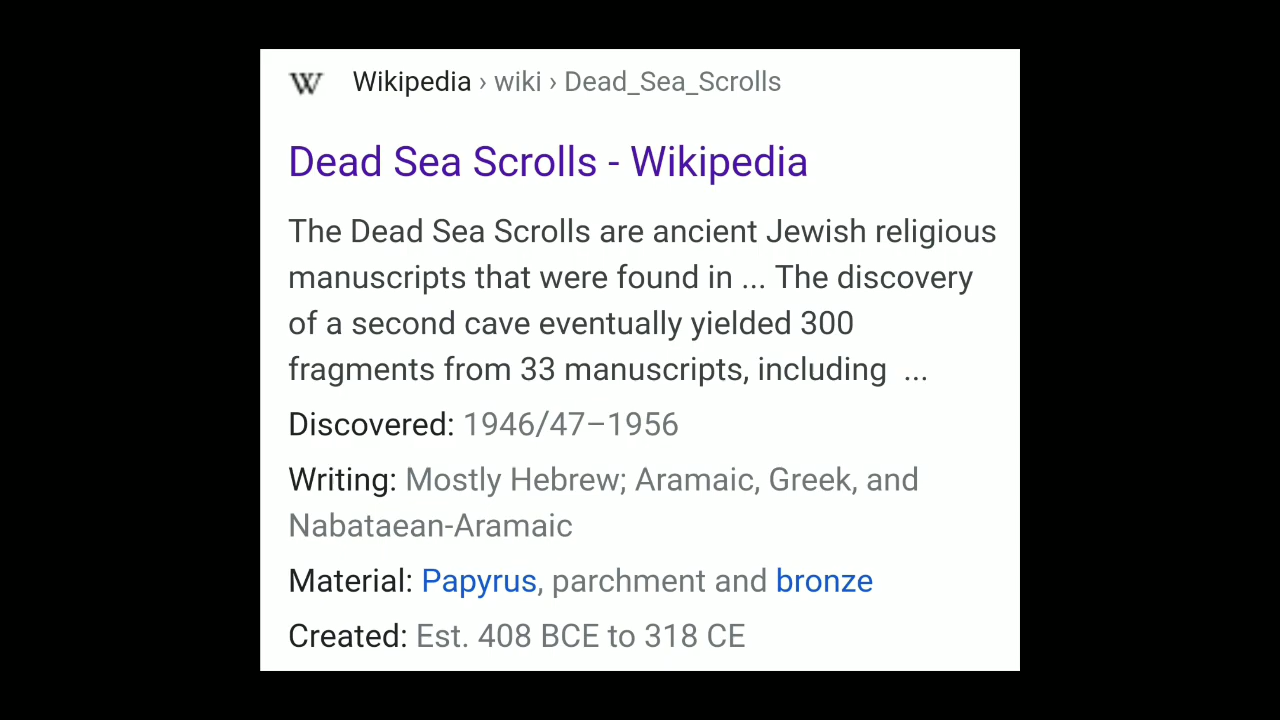 W Wikipedia › wiki › Dead_Sea_Scrolls
Dead Sea Scrolls - Wikipedia
The Dead Sea Scrolls are ancient Jewish religious
manuscripts that were found in ... The discovery
of a second cave eventually yielded 300
fragments from 33 manuscripts, including ...
Discovered: 1946/47–1956
Writing: Mostly Hebrew; Aramaic, Greek, and
Nabataean-Aramaic
Material: Papyrus, parchment and bronze
Created: Est. 408 BCE to 318 CE